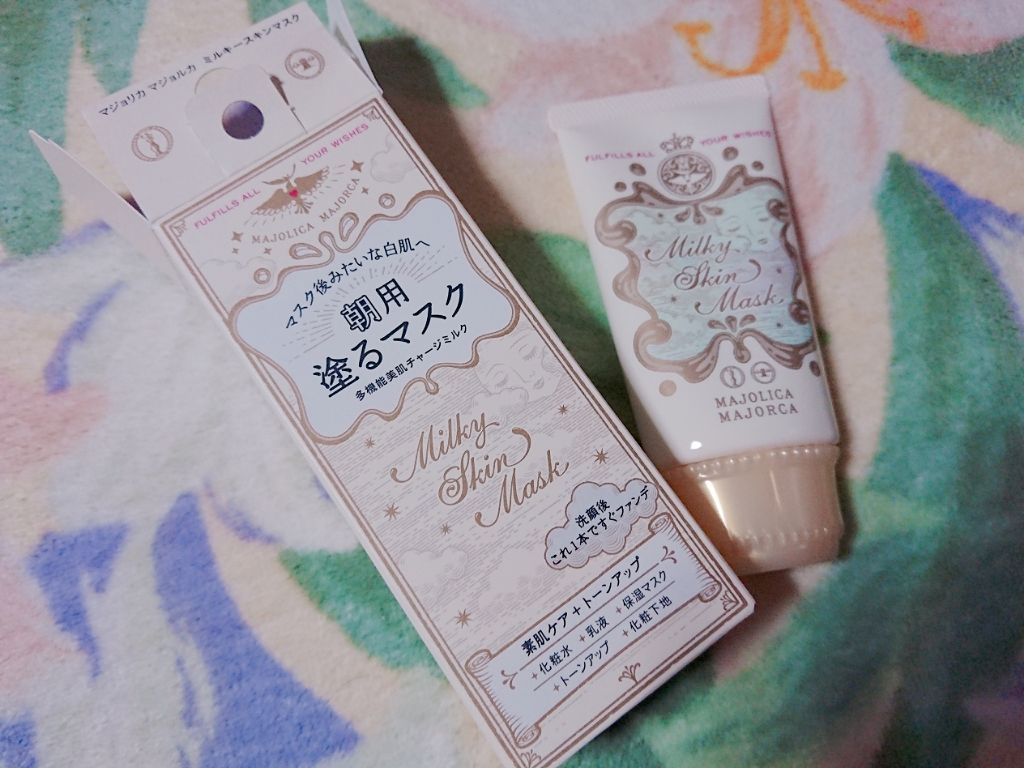 マジョリカ マジョルカ ミルキースキンマスク
FULFILLS ALL YOUR WISHES
MAJOLICA MAJORCA
マスク後みたいな白肌へ
朝用
塗るマスク
多機能美肌チャージミルク
Milky
Skin
Mask
洗顔後
これ1本ですぐファンデ
素肌ケア+トーンアップ
+化粧水 +乳液 +保湿マスク
+トーンアップ +化粧下地
FULFILLS ALL YOUR WISHES
Milky
Skin
Mask
MAJOLICA
MAJORCA